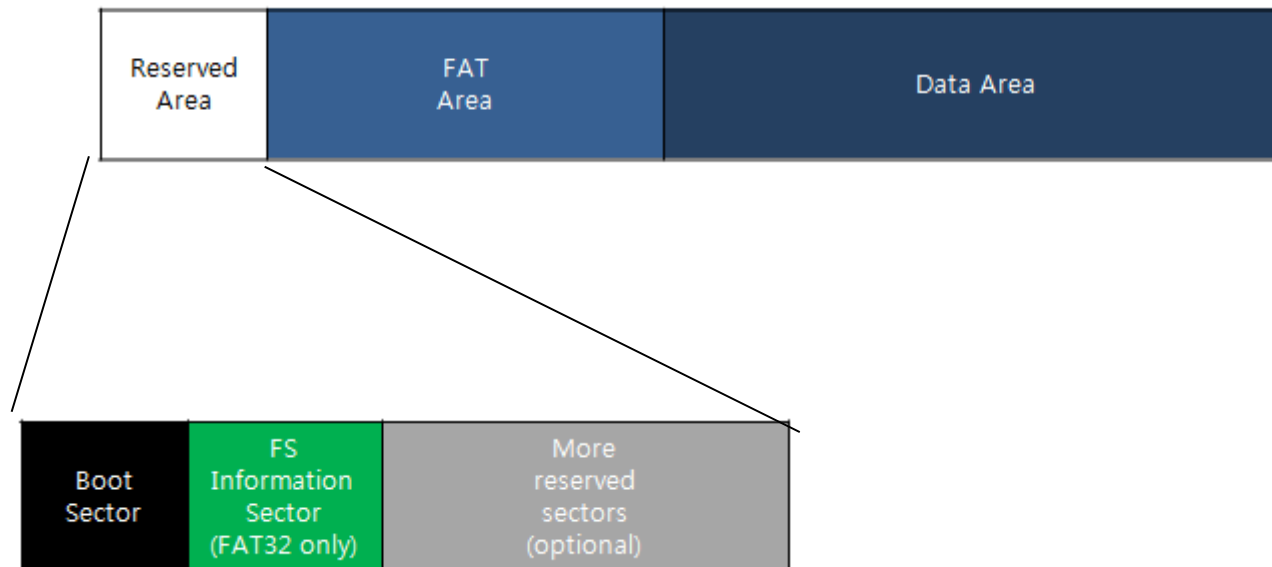 Reserved
Area
FAT
Area
Data Area
Boot
Sector
FS
Information
Sector
(FAT32 only)
More
reserved
sectors
(optional)